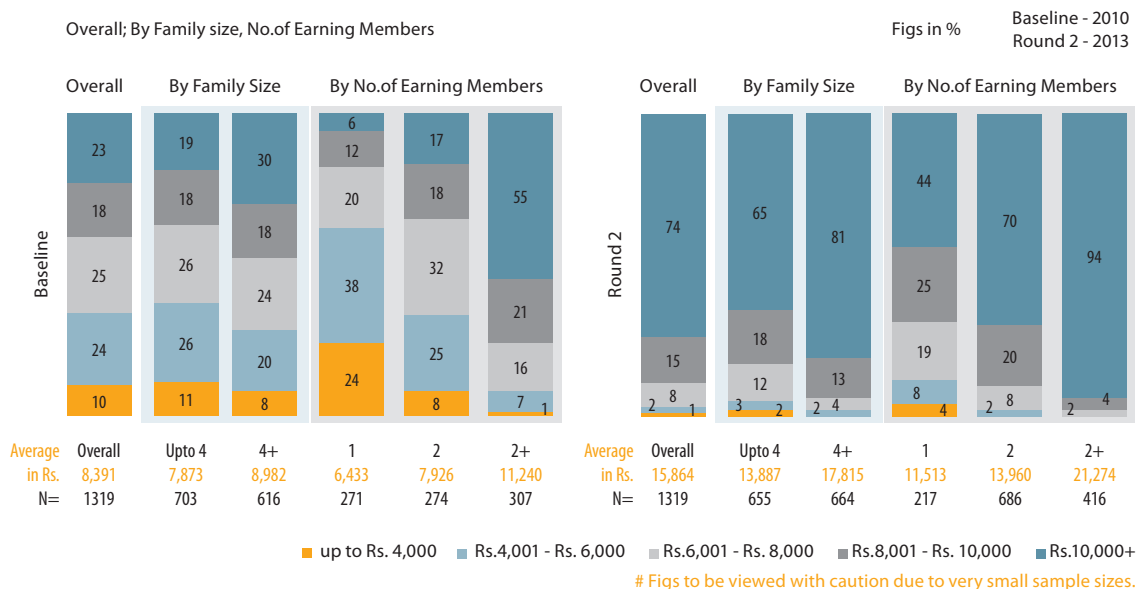 Overall; By Family size, No.of Earning Members
Figs in %
Baseline - 2010
Round 2 - 2013
Overall By Family Size By No.of Earning Members
Baseline
23 19 30 6 17 55
18 18 18 12 18 21
25 26 24 20 32 16
24 26 20 38 25 7
10 11 8 24 8 1
Average Overall Upto 4 4+ 1 2 2+
in Rs. 8,391 7,873 8,982 6,433 7,926 11,240
N= 1319 703 616 271 274 307
Overall By Family Size By No.of Earning Members
Round 2
74 65 81 44 70 94
15 18 13 25 20 4
8 12 4 19 8 2
2 3 2 8 2
1 2 4
Overall Upto 4 4+ 1 2 2+
15,864 13,887 17,815 11,513 13,960 21,274
1319 655 664 217 686 416
up to Rs. 4,000 Rs.4,001 - Rs. 6,000 Rs.6,001 - Rs. 8,000 Rs.8,001 - Rs. 10,000 Rs.10,000+
# Figs to be viewed with caution due to very small sample sizes.